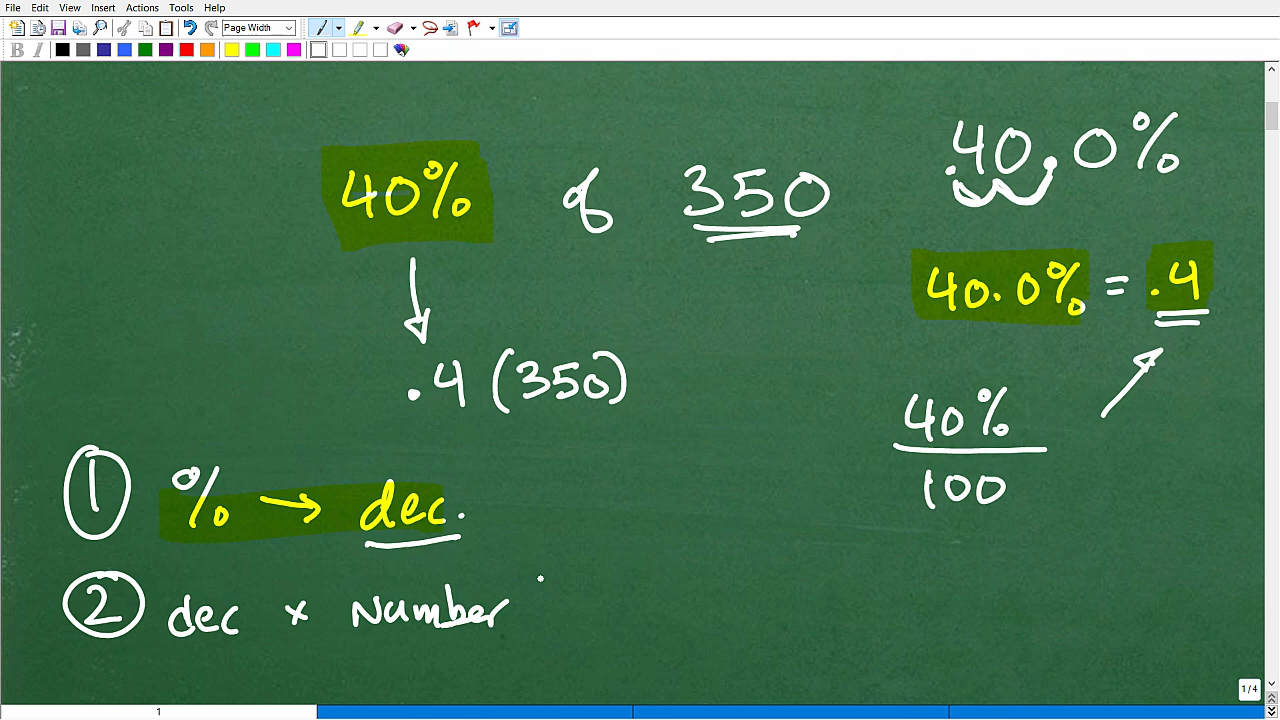 File Edit View Insert Actions Tools Help
Page Width
B I
40% of 350
.40.0%
40.0% = .4
.4 (350)
40%
100
1 % → dec.
2 dec × Number
1/4
1